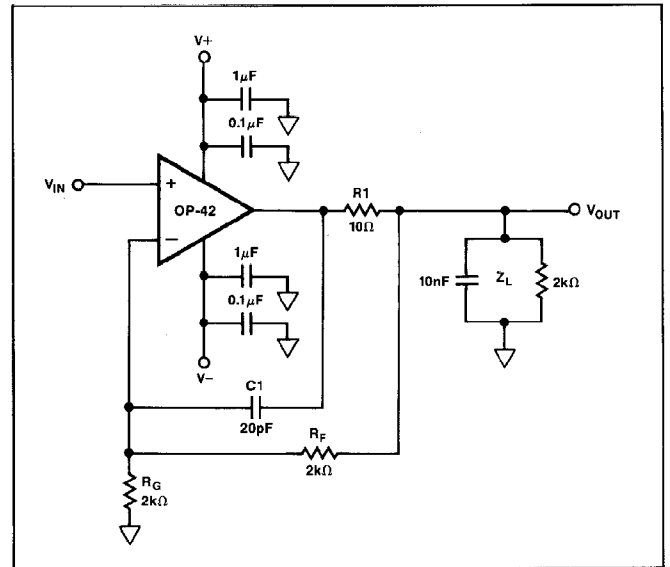 V+
1µF
0.1µF
VIN
+
OP-42
−
R1
10Ω
VOUT
1µF
0.1µF
10nF
ZL
2kΩ
V−
C1
20pF
RF
2kΩ
RG
2kΩ